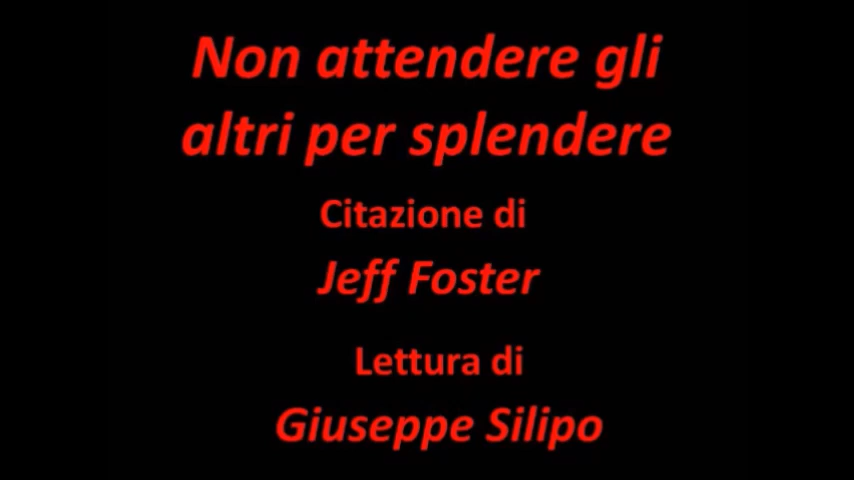 Non attendere gli
altri per splendere
Citazione di
Jeff Foster
Lettura di
Giuseppe Silipo